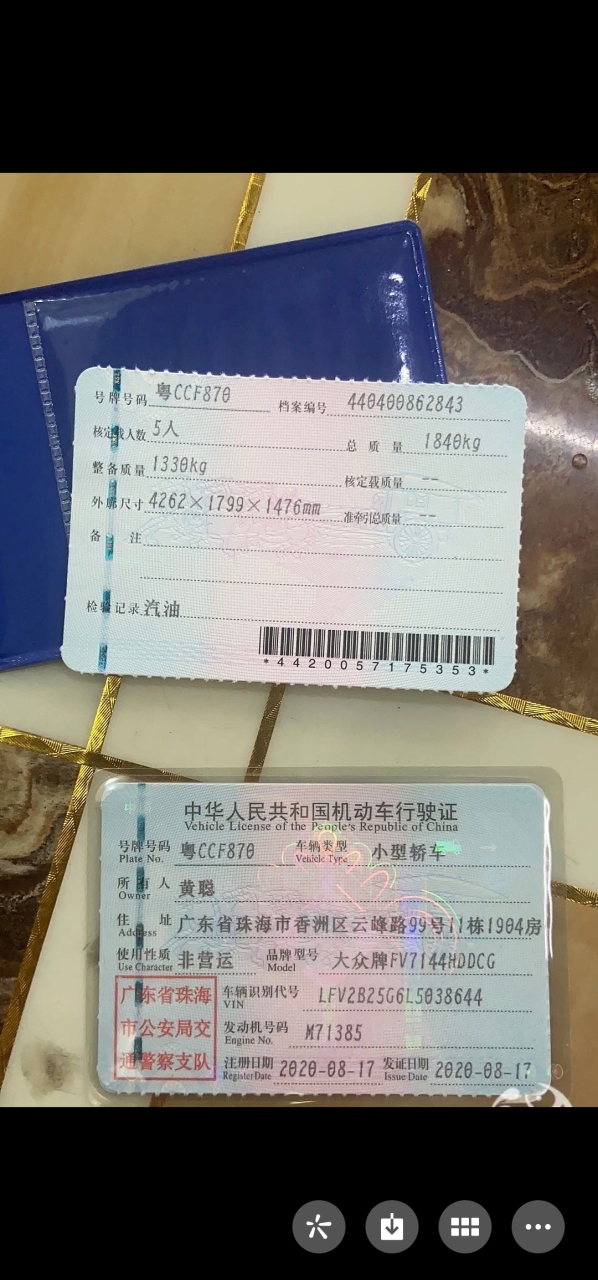 号牌号码 粤CCF870 档案编号 440400862843
核定载人数 5人 总质量 1840kg
整备质量 1330kg 核定载质量 --
外廓尺寸 4262×1799×1476mm 准牵引总质量 --
备注
检验记录 汽油
*4420057175353*
中华人民共和国机动车行驶证
Vehicle License of the People's Republic of China
号牌号码 粤CCF870 车辆类型 小型轿车
Plate No. Vehicle Type
所有人 黄聪
Owner
住址 广东省珠海市香洲区云峰路99号11栋1904房
Address
使用性质 非营运 品牌型号 大众牌FV7144HDDCG
Use Character Model
广东省珠海
市公安局交
通警察支队
车辆识别代号 LFV2B25G6L5038644
VIN
发动机号码 M71385
Engine No.
注册日期 2020-08-17 发证日期 2020-08-17
Register Date Issue Date